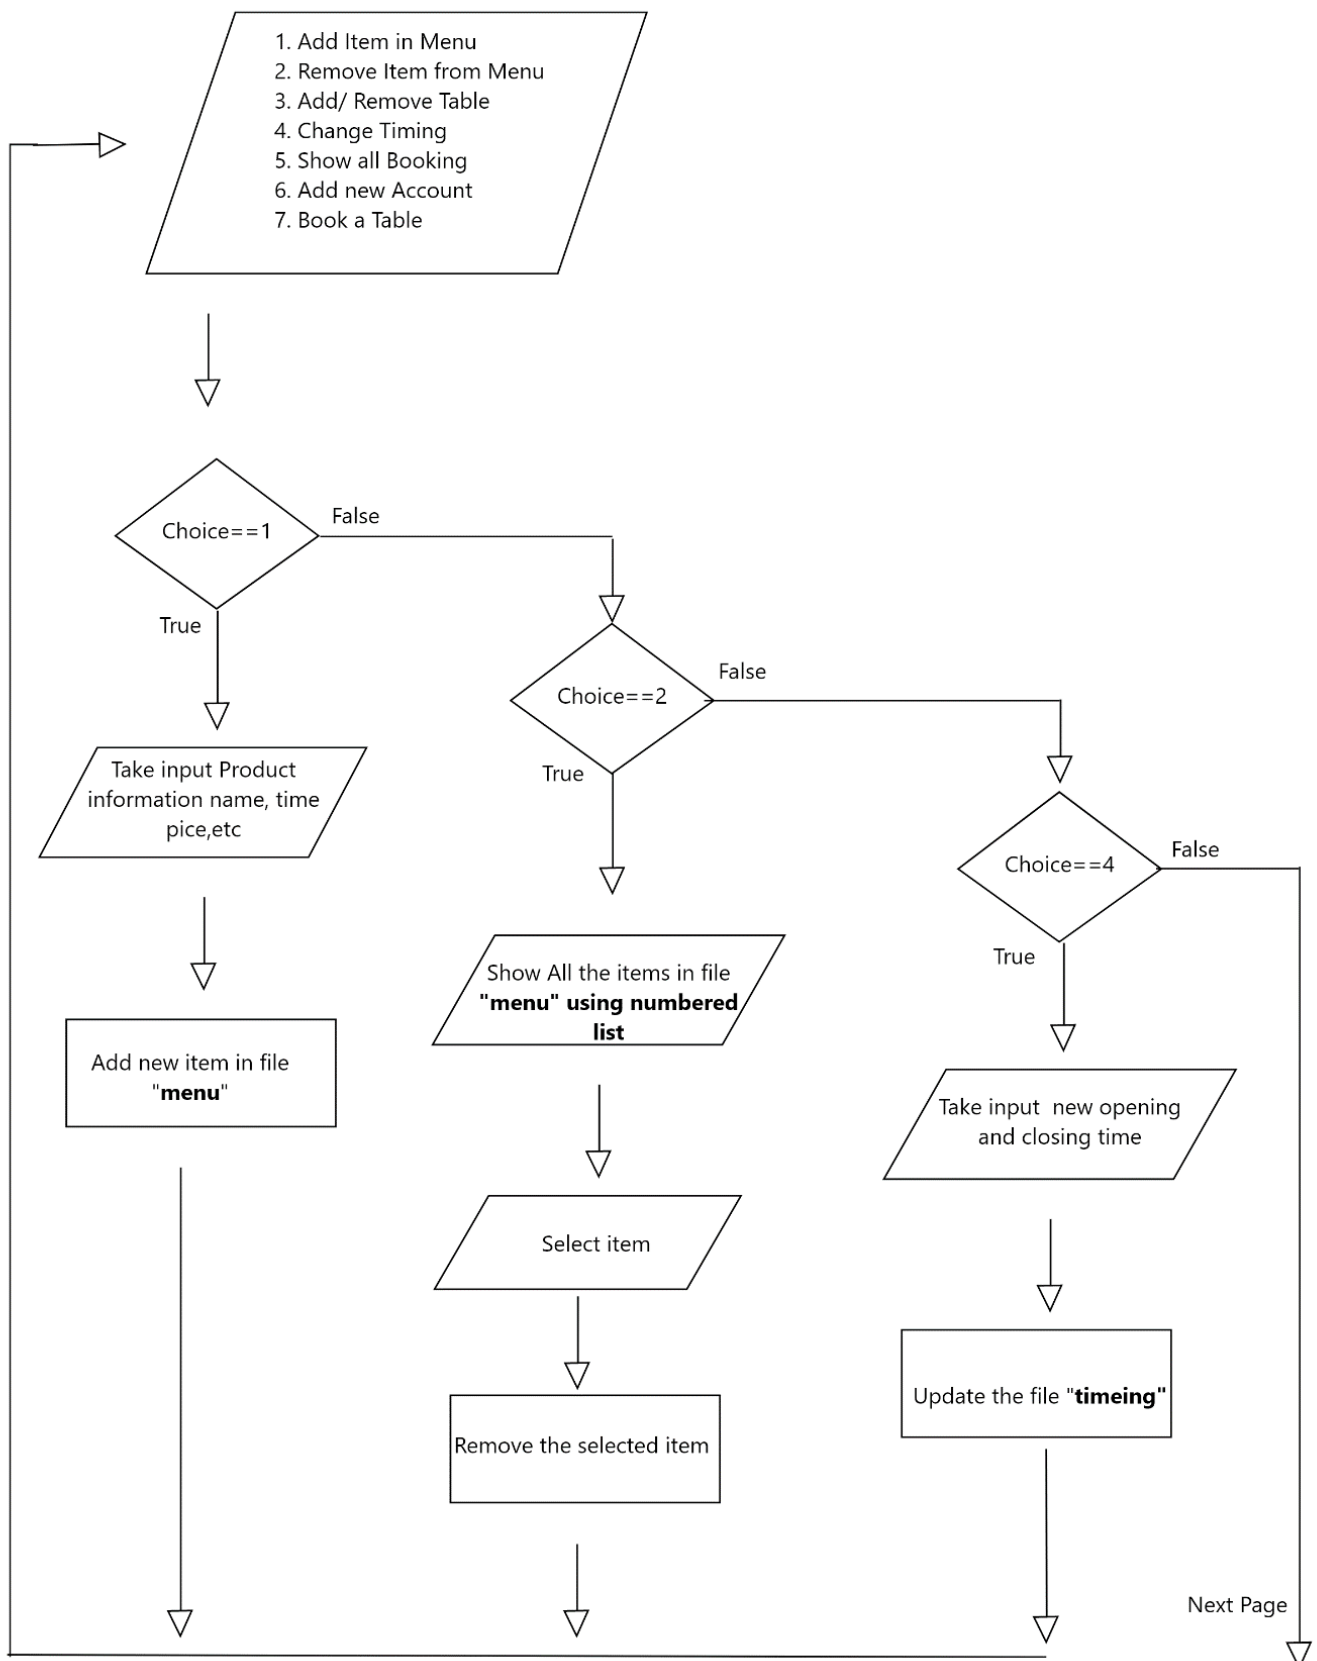 1. Add Item in Menu
2. Remove Item from Menu
3. Add/ Remove Table
4. Change Timing
5. Show all Booking
6. Add new Account
7. Book a Table
Choice==1
False
True
Choice==2
False
True
Take input Product
information name, time
pice,etc
Choice==4
False
True
Show All the items in file
"menu" using numbered
list
Add new item in file
"menu"
Take input  new opening
and closing time
Select item
Update the file "timeing"
Remove the selected item
Next Page